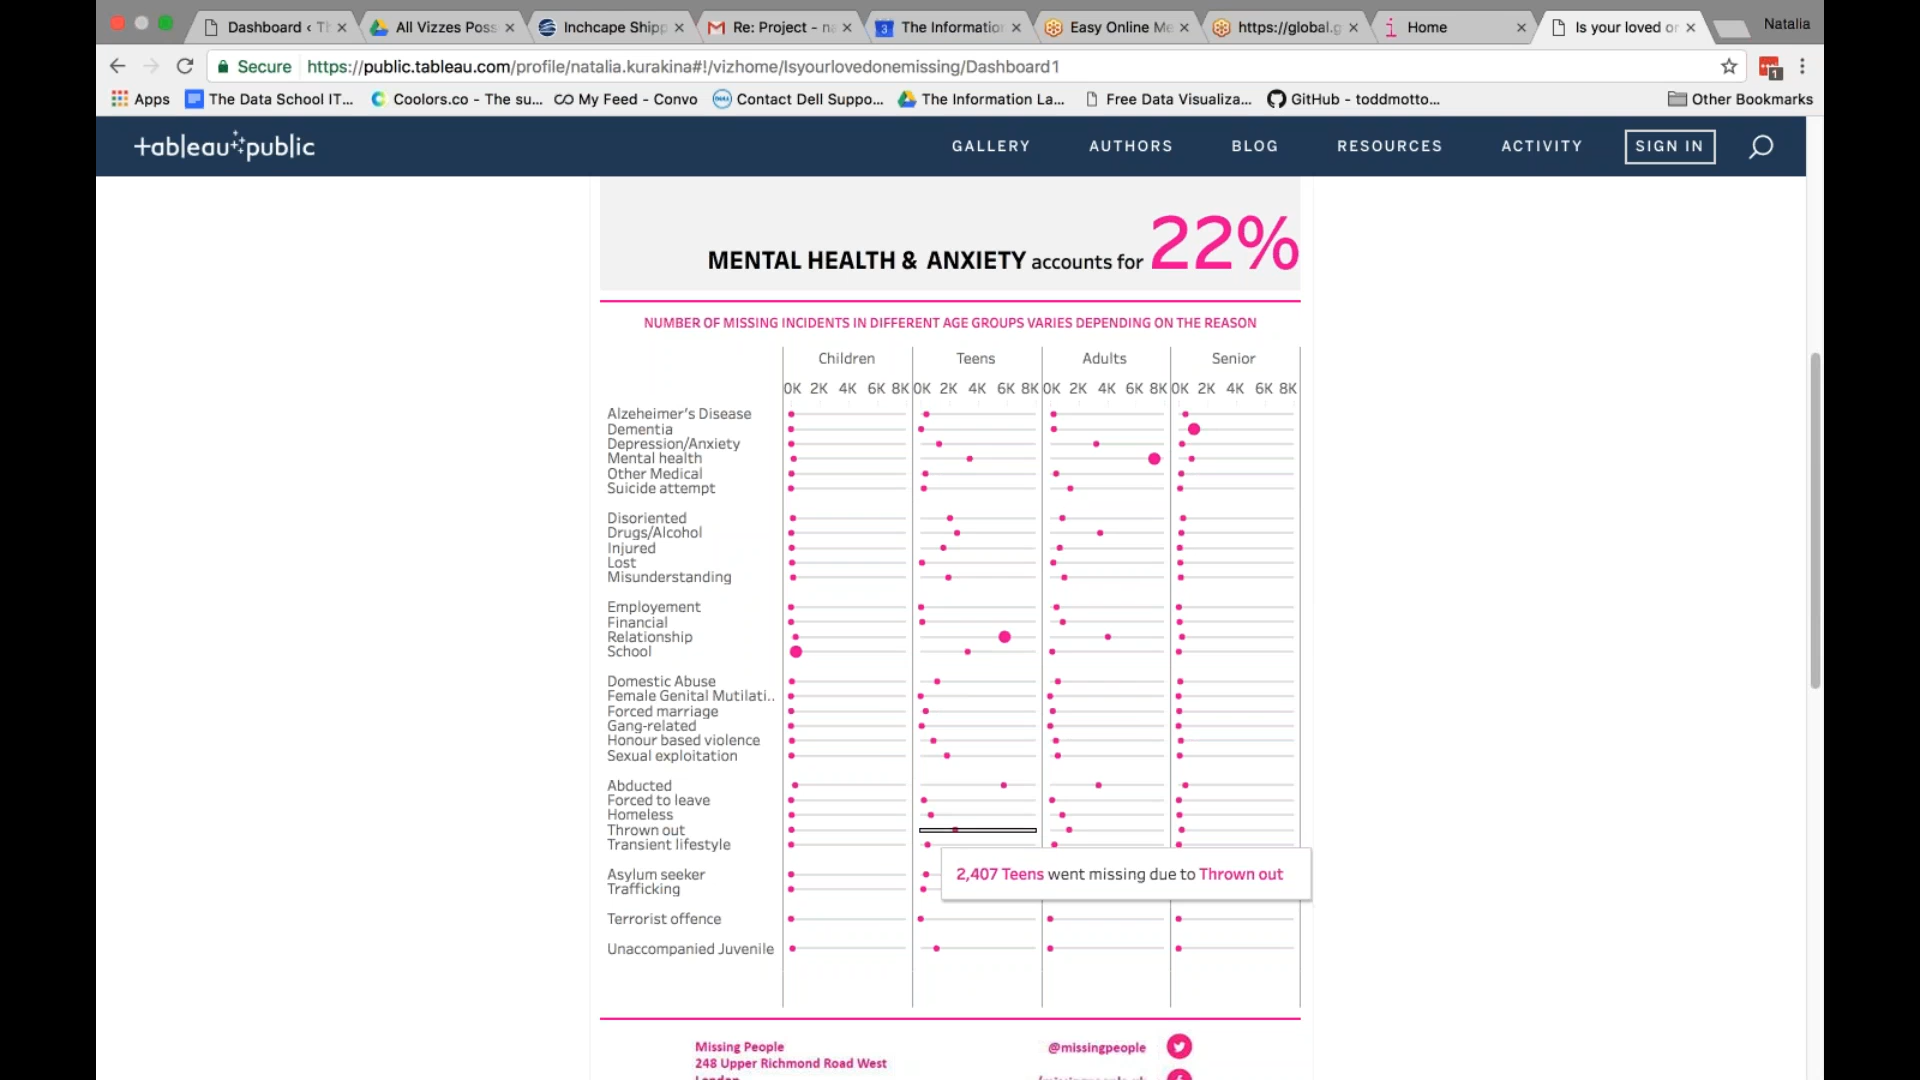 Dashboard ‹ Th
All Vizzes Poss
Inchcape Shipp
Re: Project - na
3 The Information
Easy Online Me
https://global.g
Home
Is your loved on
Natalia
Secure https://public.tableau.com/profile/natalia.kurakina#!/vizhome/Isyourlovedonemissing/Dashboard1
1
Apps The Data School IT... Coolors.co - The su... My Feed - Convo Contact Dell Suppo... The Information La... Free Data Visualiza... GitHub - toddmotto... Other Bookmarks
+ableau public GALLERY AUTHORS BLOG RESOURCES ACTIVITY SIGN IN
MENTAL HEALTH & ANXIETY accounts for 22%
NUMBER OF MISSING INCIDENTS IN DIFFERENT AGE GROUPS VARIES DEPENDING ON THE REASON
Children Teens Adults Senior
0K 2K 4K 6K 8K 0K 2K 4K 6K 8K 0K 2K 4K 6K 8K 0K 2K 4K 6K 8K
Alzeheimer's Disease
Dementia
Depression/Anxiety
Mental health
Other Medical
Suicide attempt
Disoriented
Drugs/Alcohol
Injured
Lost
Misunderstanding
Employement
Financial
Relationship
School
Domestic Abuse
Female Genital Mutilati..
Forced marriage
Gang-related
Honour based violence
Sexual exploitation
Abducted
Forced to leave
Homeless
Thrown out
Transient lifestyle
2,407 Teens went missing due to Thrown out
Asylum seeker
Trafficking
Terrorist offence
Unaccompanied Juvenile
Missing People @missingpeople
248 Upper Richmond Road West
London